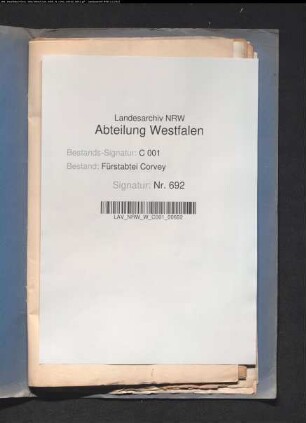 Landesarchiv NRW
Abteilung Westfalen
Bestands-Signatur: C 001
Bestand: Fürstabtei Corvey
Signatur: Nr. 692
LAV_NRW_W_C001_00692